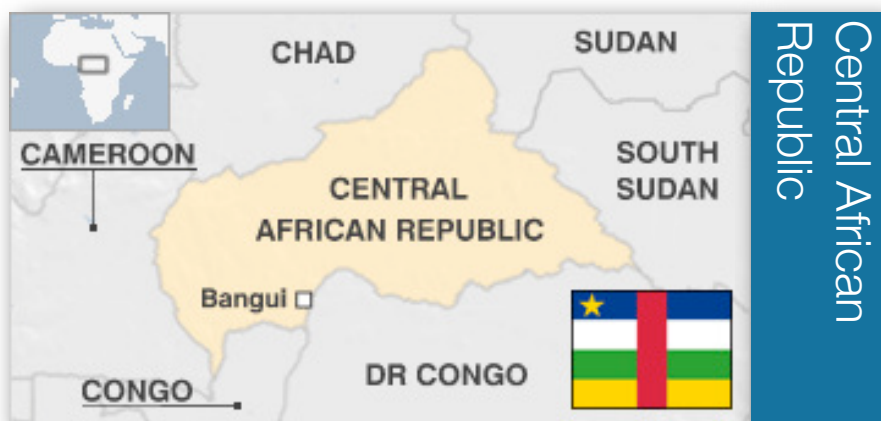 CHAD
SUDAN
CAMEROON
SOUTH
SUDAN
CENTRAL
AFRICAN REPUBLIC
Bangui
DR CONGO
CONGO
Central African
Republic